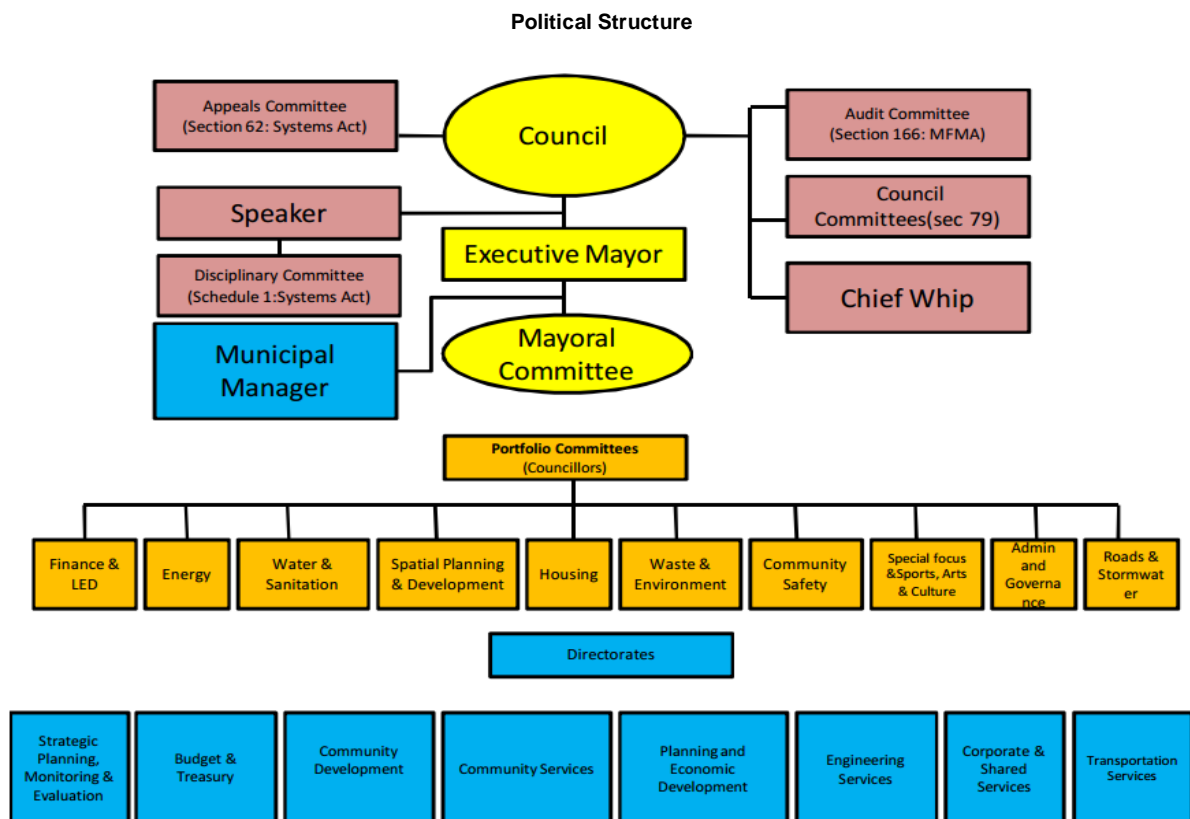 Political Structure
Appeals Committee
(Section 62: Systems Act)
Council
Audit Committee
(Section 166: MFMA)
Speaker
Council
Committees(sec 79)
Executive Mayor
Disciplinary Committee
(Schedule 1:Systems Act)
Chief Whip
Municipal
Manager
Mayoral
Committee
Portfolio Committees
(Councillors)
Finance &
LED
Energy
Water &
Sanitation
Spatial Planning
& Development
Housing
Waste &
Environment
Community
Safety
Special focus
&Sports, Arts
& Culture
Admin
and
Governa
nce
Roads &
Stormwat
er
Directorates
Strategic
Planning,
Monitoring &
Evaluation
Budget &
Treasury
Community
Development
Community Services
Planning and
Economic
Development
Engineering
Services
Corporate &
Shared
Services
Transportation
Services